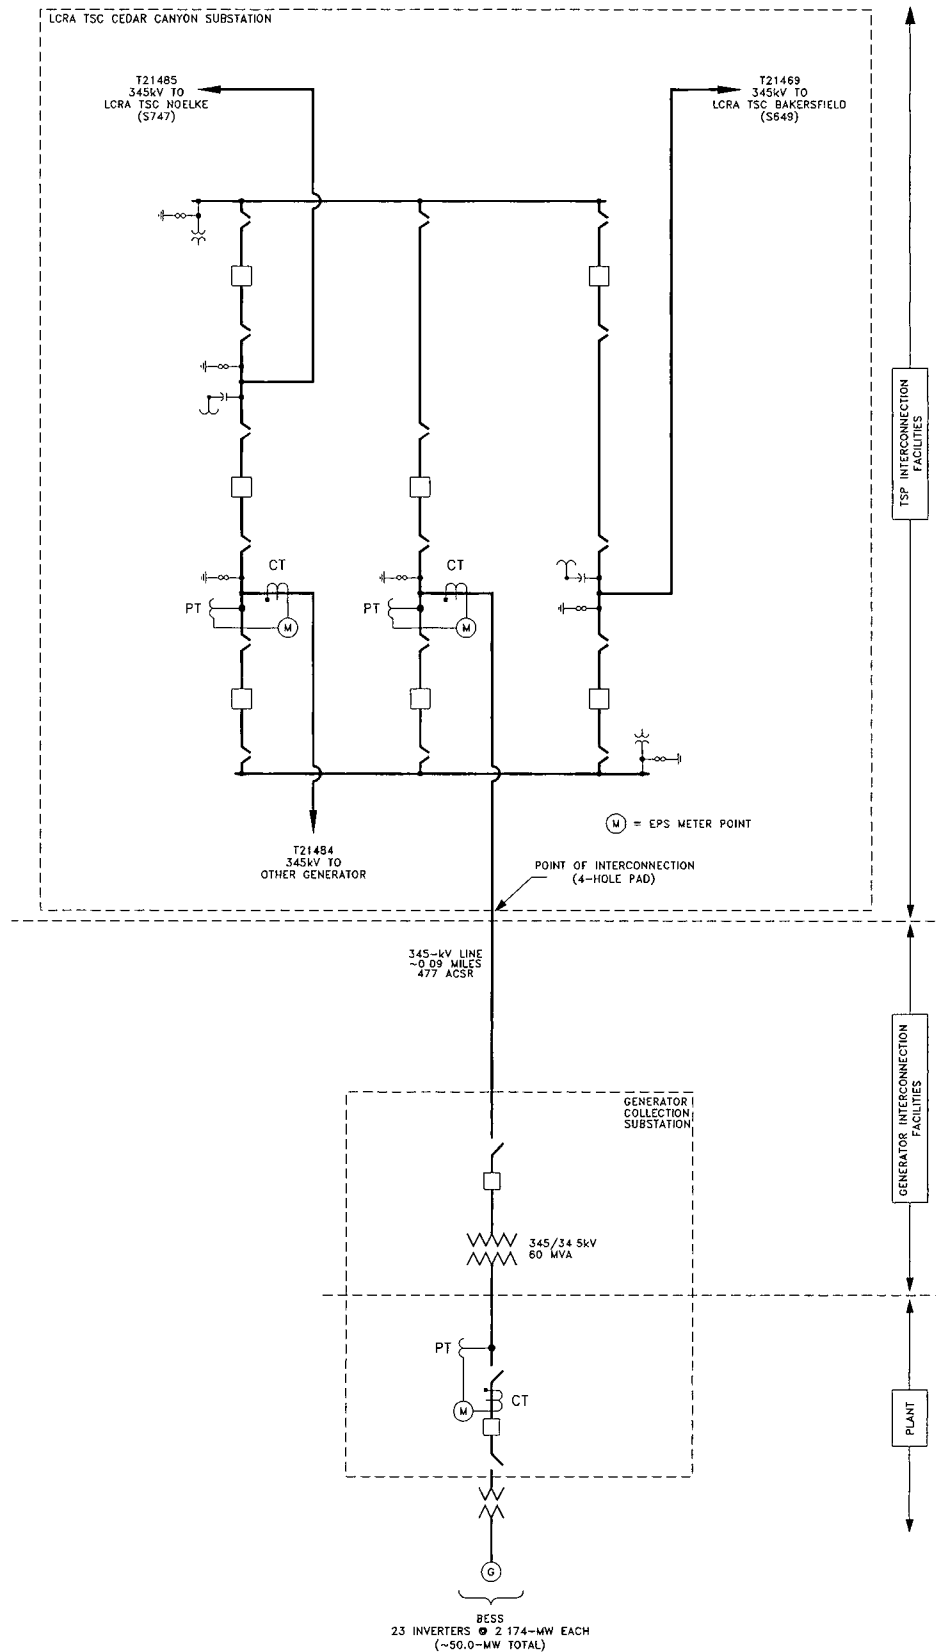 LCRA TSC CEDAR CANYON SUBSTATION
T21485
345kV TO
LCRA TSC NOELKE
(S747)
T21469
345kV TO
LCRA TSC BAKERSFIELD
(S649)
TSP INTERCONNECTION
FACILITIES
CT
CT
PT
M
PT
M
M = EPS METER POINT
T21484
345kV TO
OTHER GENERATOR
POINT OF INTERCONNECTION
(4-HOLE PAD)
345-kV LINE
~0 09 MILES
477 ACSR
GENERATOR INTERCONNECTION
FACILITIES
GENERATOR
COLLECTION
SUBSTATION
345/34 5kV
60 MVA
PT
CT
M
PLANT
G
BESS
23 INVERTERS @ 2 174-MW EACH
(~50.0-MW TOTAL)